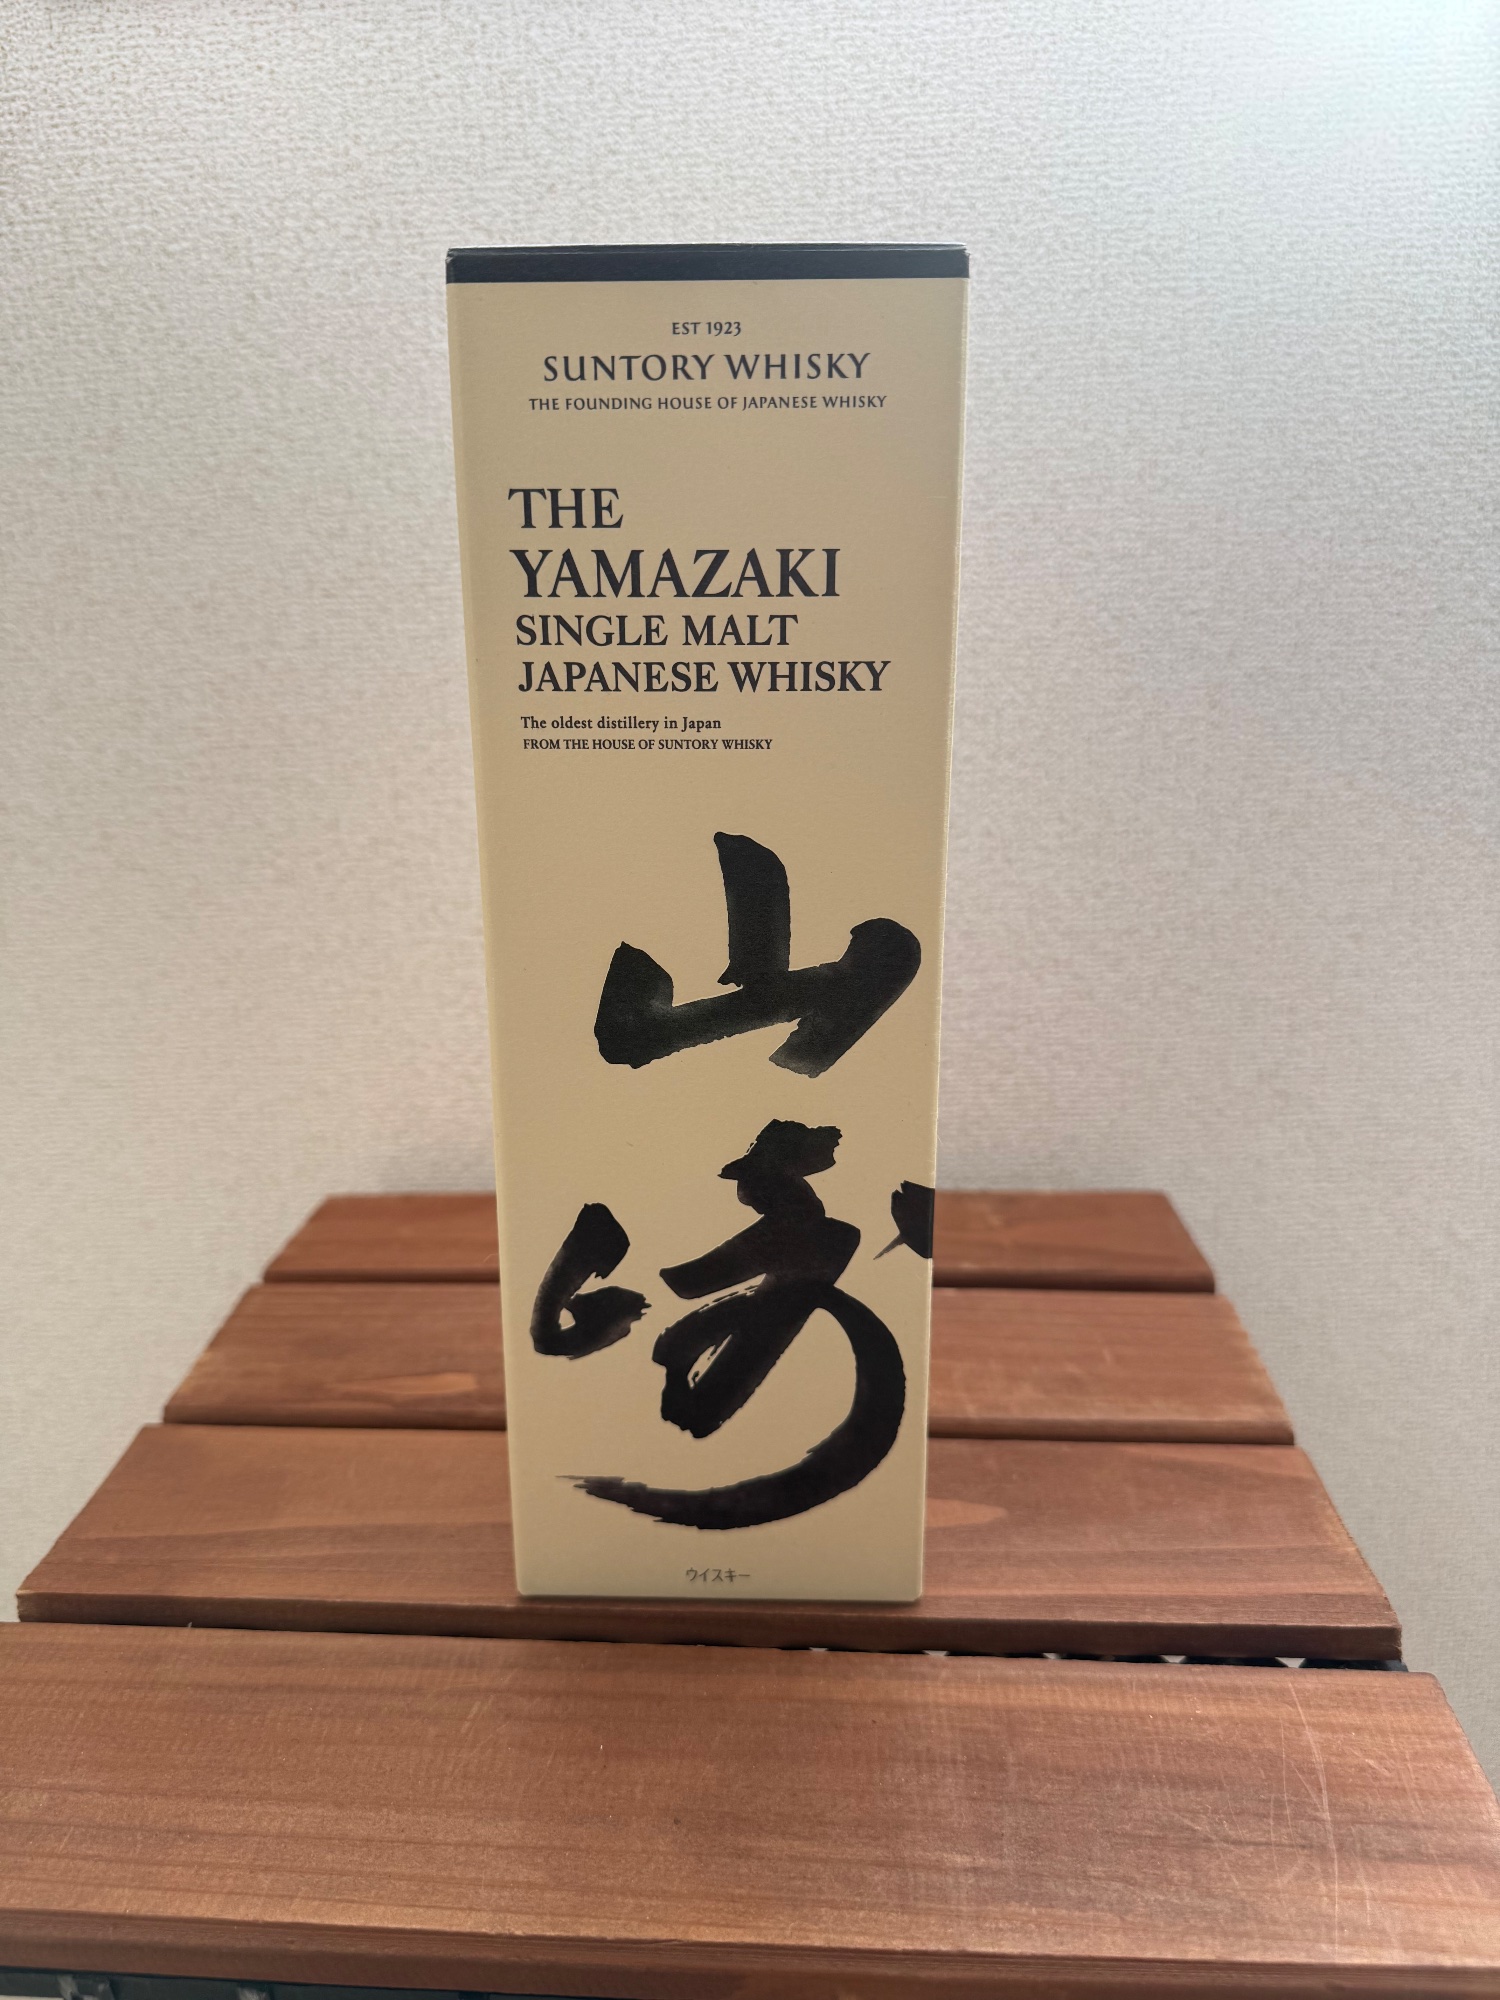 EST 1923
SUNTORY WHISKY
THE FOUNDING HOUSE OF JAPANESE WHISKY
THE
YAMAZAKI
SINGLE MALT
JAPANESE WHISKY
The oldest distillery in Japan
FROM THE HOUSE OF SUNTORY WHISKY
山
崎
ウイスキー